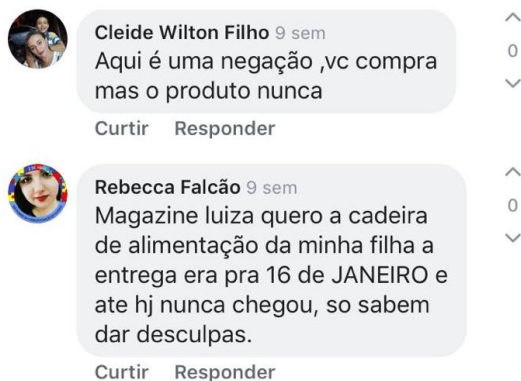 Cleide Wilton Filho 9 sem
Aqui é uma negação ,vc compra
mas o produto nunca
Curtir Responder
0
Rebecca Falcão 9 sem
Magazine luiza quero a cadeira
de alimentação da minha filha a
entrega era pra 16 de JANEIRO e
ate hj nunca chegou, so sabem
dar desculpas.
Curtir Responder
0